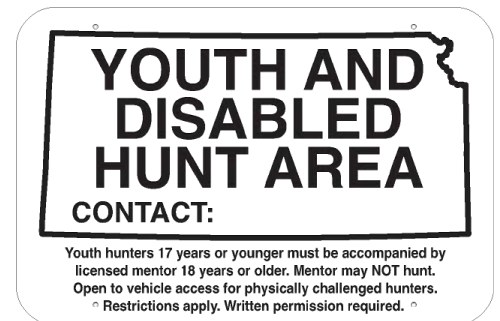 YOUTH AND
DISABLED
HUNT AREA
CONTACT:
Youth hunters 17 years or younger must be accompanied by
licensed mentor 18 years or older. Mentor may NOT hunt.
Open to vehicle access for physically challenged hunters.
Restrictions apply. Written permission required.